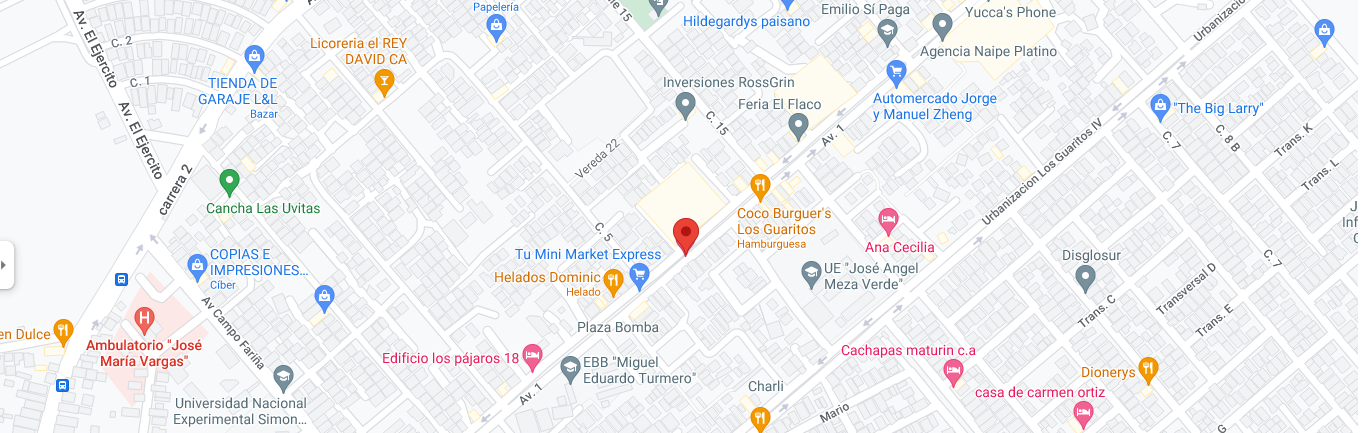 Papelería
C. 15
Hildegardys paisano
Emilio Sí Paga
Yucca's Phone
Agencia Naipe Platino
Urbanizacion
Av. El Ejercito
C. 2
C. 1
Licoreria el REY
DAVID CA
TIENDA DE
GARAJE L&L
Bazar
Av. El Ejercito
carrera 2
Inversiones RossGrin
Feria El Flaco
C. 15
Automercado Jorge
y Manuel Zheng
Av. 1
"The Big Larry"
C. 7
C. 8 B
Trans. K
Trans. L
Urbanizacion Los Guaritos IV
Vereda 22
Cancha Las Uvitas
C. 5
Coco Burguer's
Los Guaritos
Hamburguesa
Ana Cecilia
Tu Mini Market Express
Helados Dominic
Helado
COPIAS E
IMPRESIONES...
Cíber
UE "José Angel
Meza Verde"
Disglosur
C. 7
Transversal D
Trans. C
Trans. E
Av Campo Fariña
en Dulce
Ambulatorio "José
María Vargas"
Plaza Bomba
Edificio los pájaros 18
EBB "Miguel
Eduardo Turmero"
Av. 1
Universidad Nacional
Experimental Simon...
Charli
Mario
Cachapas maturin c.a
casa de carmen ortiz
Dionerys
G